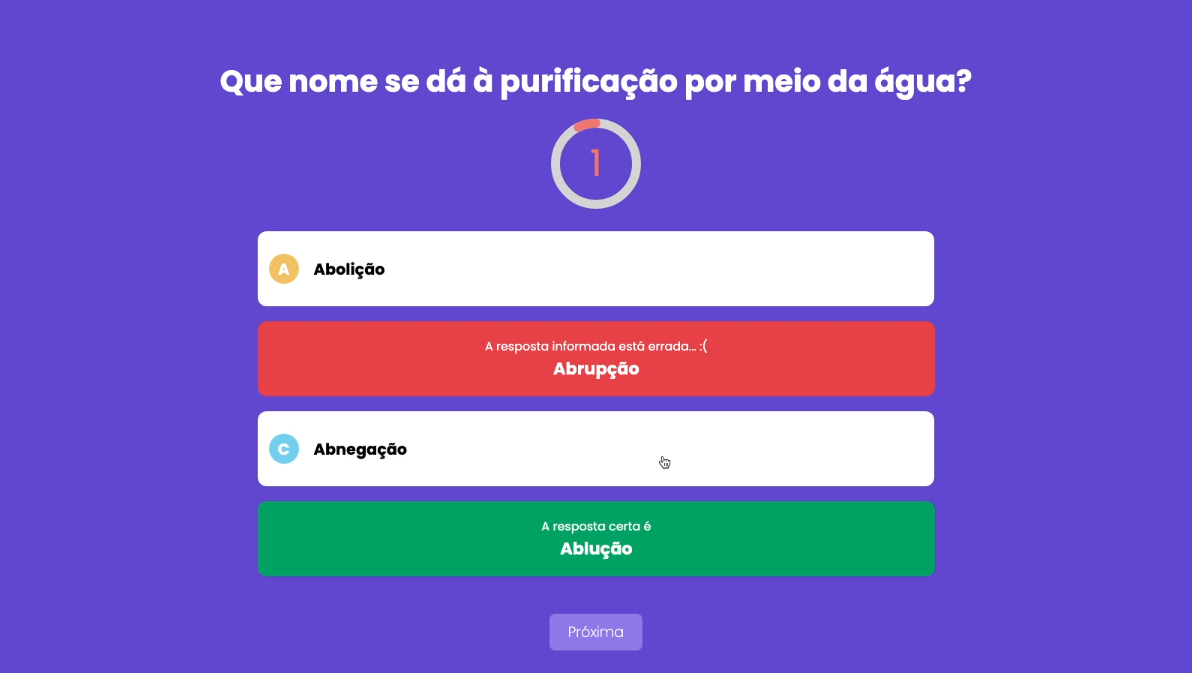 Que nome se dá à purificação por meio da água?
1
A Abolição
A resposta informada está errada... :(
Abrupção
C Abnegação
A resposta certa é
Ablução
Próxima